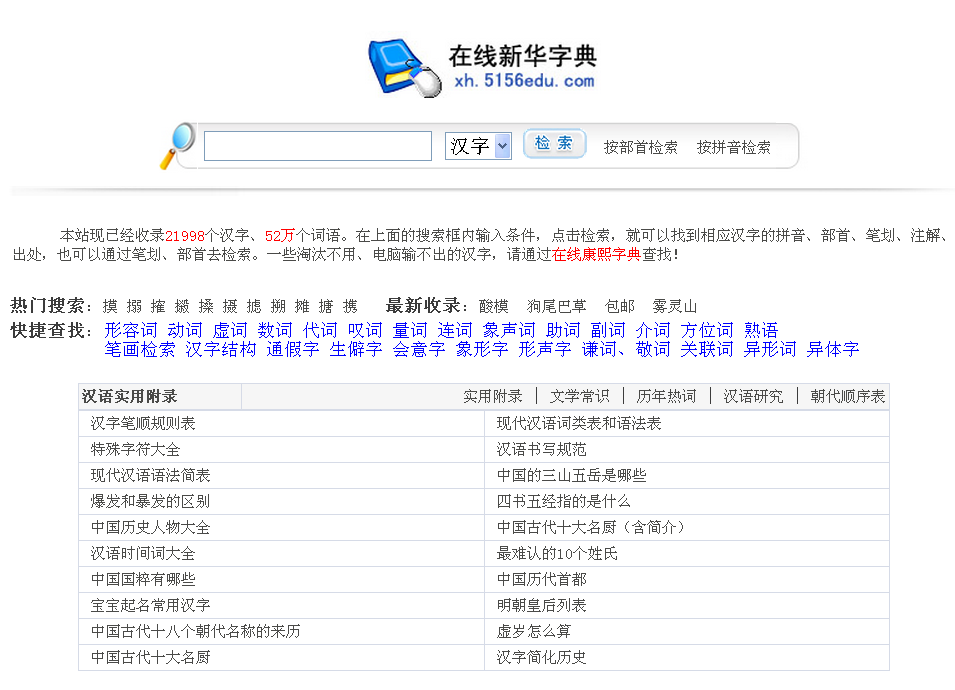 在线新华字典
xh.5156edu.com
汉字 检索 按部首检索 按拼音检索
本站现已经收录21998个汉字、52万个词语。在上面的搜索框内输入条件，点击检索，就可以找到相应汉字的拼音、部首、笔划、注解、
出处，也可以通过笔划、部首去检索。一些淘汰不用、电脑输不出的汉字，请通过在线康熙字典查找！
热门搜索： 摸 搦 摧 摋 搡 摄 摅 搠 摊 搪 携 最新收录： 酸模 狗尾巴草 包邮 雾灵山
快捷查找： 形容词 动词 虚词 数词 代词 叹词 量词 连词 象声词 助词 副词 介词 方位词 熟语
笔画检索 汉字结构 通假字 生僻字 会意字 象形字 形声字 谦词、敬词 关联词 异形词 异体字
汉语实用附录 实用附录 | 文学常识 | 历年热词 | 汉语研究 | 朝代顺序表
汉字笔顺规则表 现代汉语词类表和语法表
特殊字符大全 汉语书写规范
现代汉语语法简表 中国的三山五岳是哪些
爆发和暴发的区别 四书五经指的是什么
中国历史人物大全 中国古代十大名厨（含简介）
汉语时间词大全 最难认的10个姓氏
中国国粹有哪些 中国历代首都
宝宝起名常用汉字 明朝皇后列表
中国古代十八个朝代名称的来历 虚岁怎么算
中国古代十大名厨 汉字简化历史